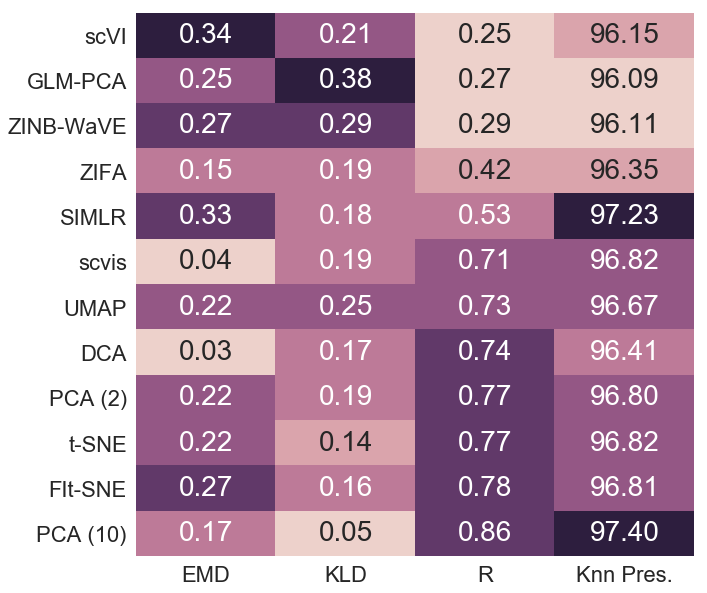 scVI 0.34 0.21 0.25 96.15
GLM-PCA 0.25 0.38 0.27 96.09
ZINB-WaVE 0.27 0.29 0.29 96.11
ZIFA 0.15 0.19 0.42 96.35
SIMLR 0.33 0.18 0.53 97.23
scvis 0.04 0.19 0.71 96.82
UMAP 0.22 0.25 0.73 96.67
DCA 0.03 0.17 0.74 96.41
PCA (2) 0.22 0.19 0.77 96.80
t-SNE 0.22 0.14 0.77 96.82
FIt-SNE 0.27 0.16 0.78 96.81
PCA (10) 0.17 0.05 0.86 97.40
EMD KLD R Knn Pres.